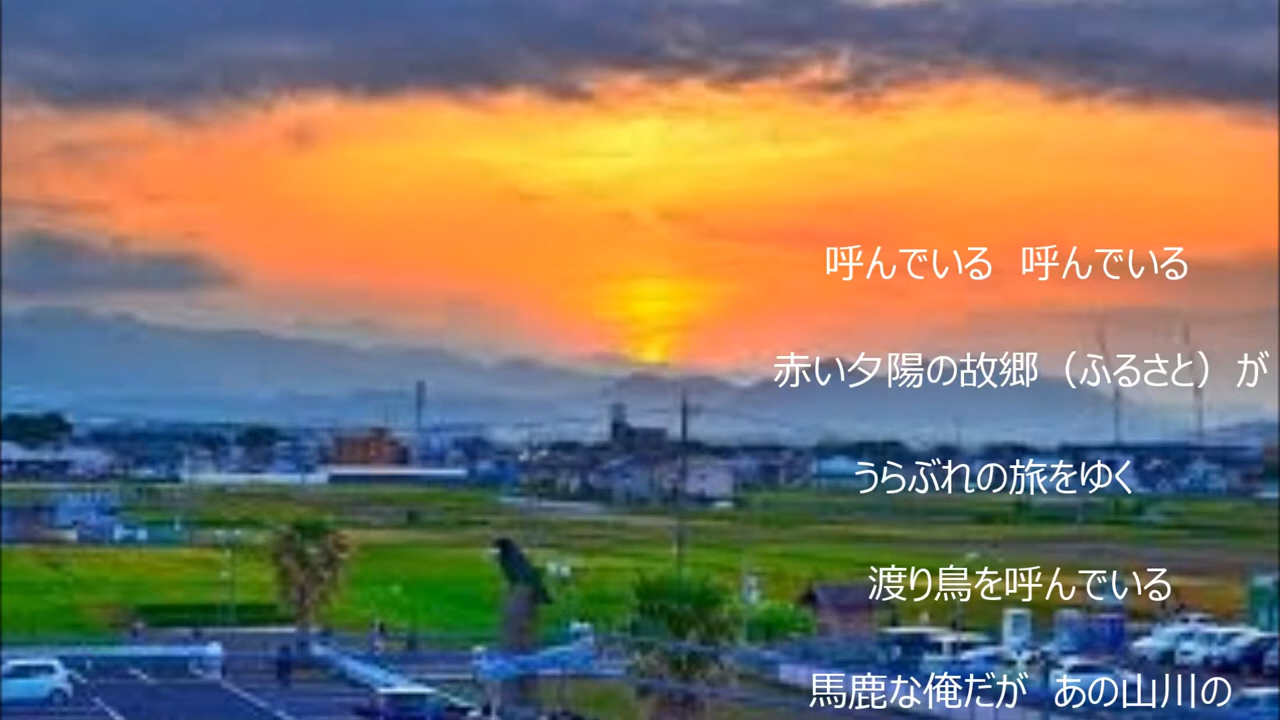 呼んでいる　呼んでいる
赤い夕陽の故郷（ふるさと）が
うらぶれの旅をゆく
渡り鳥を呼んでいる
馬鹿な俺だが　あの山川の